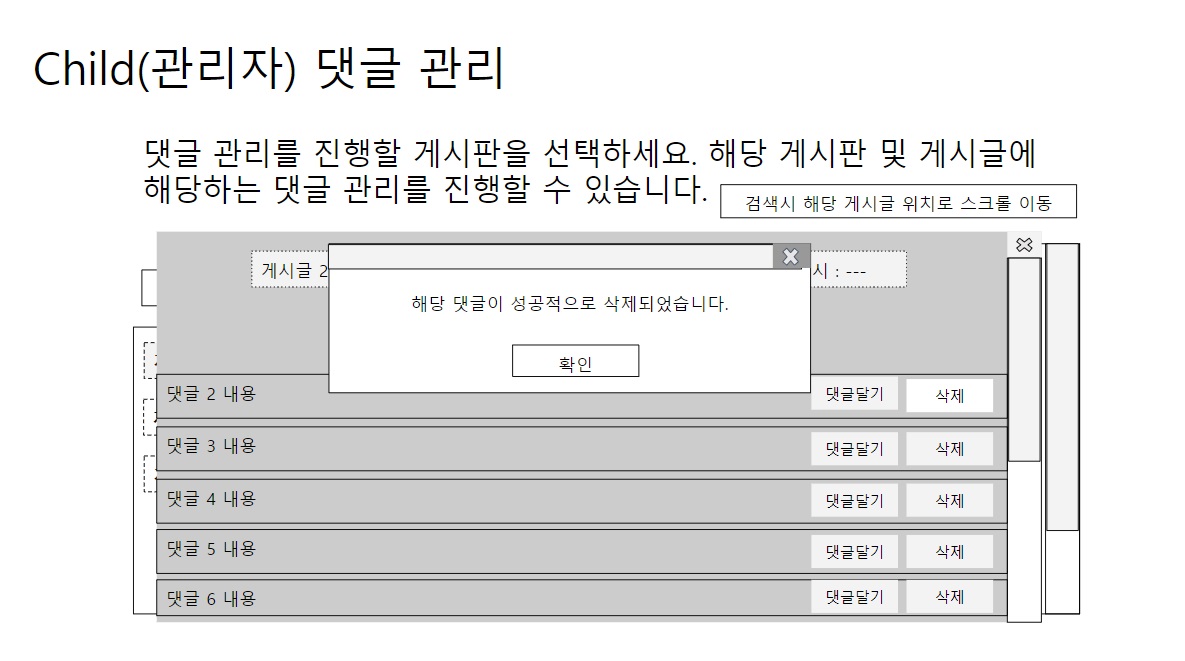 Child(관리자) 댓글 관리
댓글 관리를 진행할 게시판을 선택하세요. 해당 게시판 및 게시글에
해당하는 댓글 관리를 진행할 수 있습니다.
검색시 해당 게시글 위치로 스크롤 이동
게시글 2
시 : ---
해당 댓글이 성공적으로 삭제되었습니다.
확인
댓글 2 내용 댓글달기 삭제
댓글 3 내용 댓글달기 삭제
댓글 4 내용 댓글달기 삭제
댓글 5 내용 댓글달기 삭제
댓글 6 내용 댓글달기 삭제